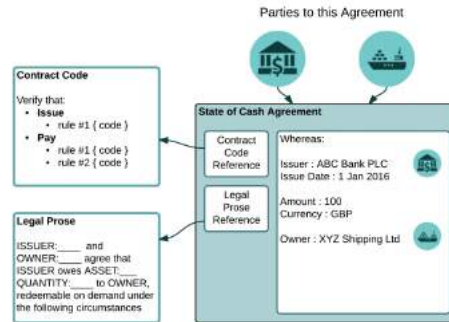 Parties to this Agreement
Contract Code
Verify that:
• Issue
• rule #1 { code }
• Pay
• rule #1 { code }
• rule #2 { code }
State of Cash Agreement
Contract
Code
Reference
Legal
Prose
Reference
Whereas:
Issuer : ABC Bank PLC
Issue Date : 1 Jan 2016
Amount : 100
Currency : GBP
Owner : XYZ Shipping Ltd
Legal Prose
ISSUER:____ and
OWNER:____ agree that
ISSUER owes ASSET:___
QUANTITY:____ to OWNER,
redeemable on demand under
the following circumstances